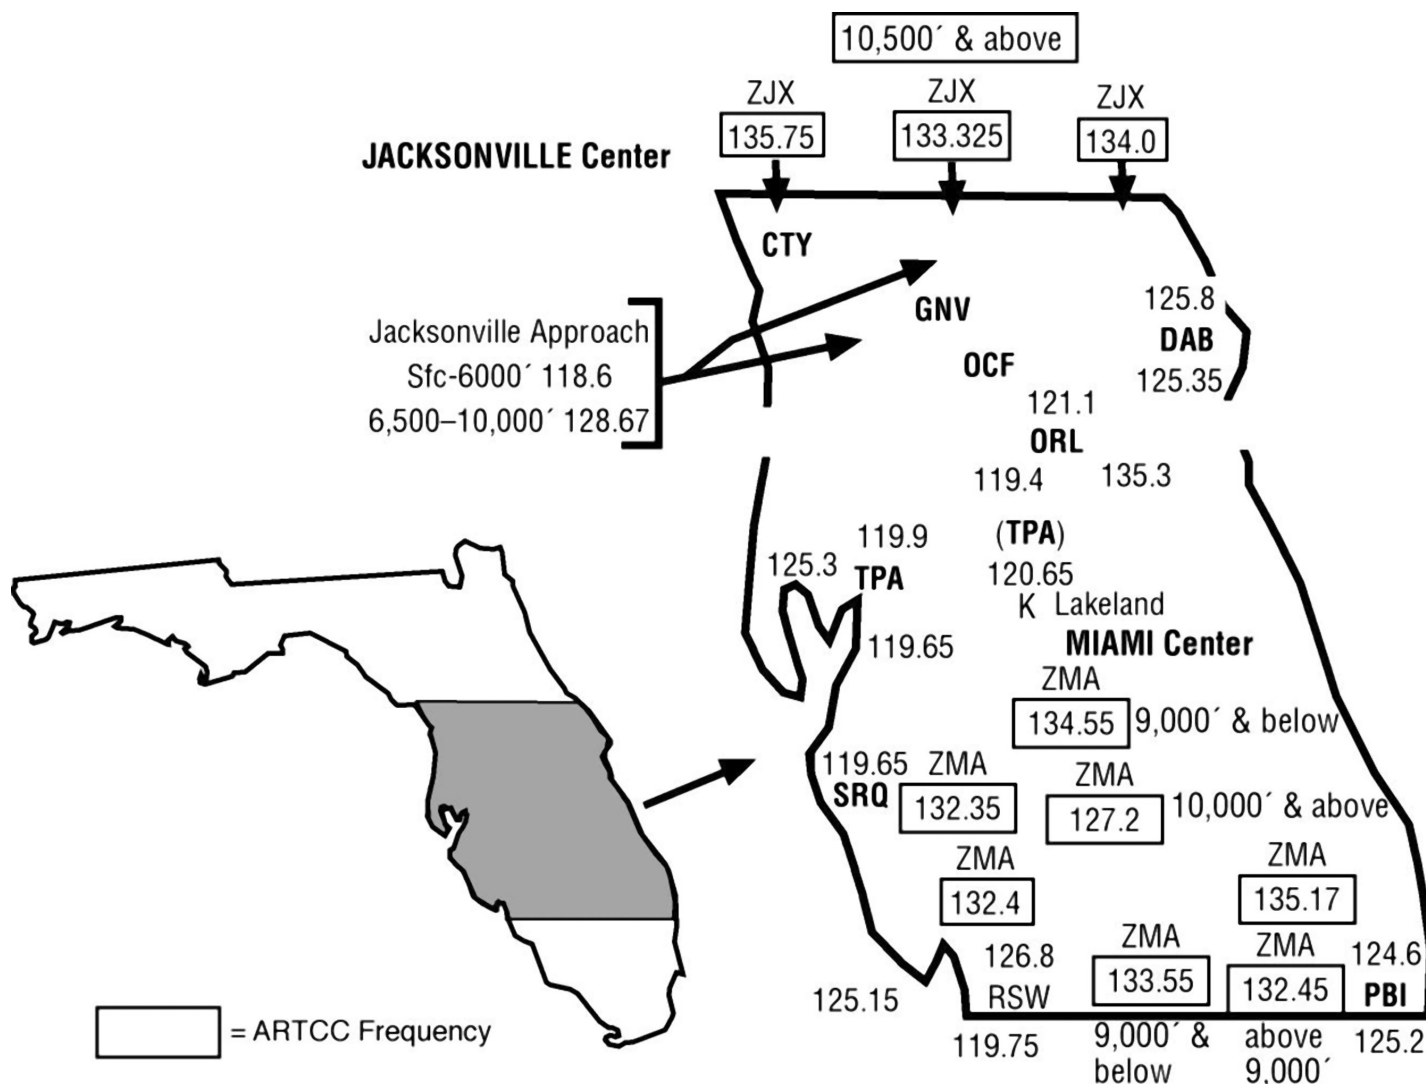 10,500´ & above
ZJX
ZJX
ZJX
135.75
133.325
134.0
JACKSONVILLE Center
CTY
Jacksonville Approach
Sfc-6000´ 118.6
6,500–10,000´ 128.67
GNV
125.8
DAB
125.35
OCF
121.1
ORL
119.4
135.3
119.9
(TPA)
125.3
TPA
120.65
K Lakeland
119.65
MIAMI Center
ZMA
134.55 9,000´ & below
119.65
SRQ
ZMA
132.35
ZMA
127.2
10,000´ & above
ZMA
132.4
ZMA
135.17
126.8
RSW
ZMA
133.55
ZMA
132.45
124.6
PBI
125.15
119.75
9,000´ &
below
above
9,000´
125.2
= ARTCC Frequency